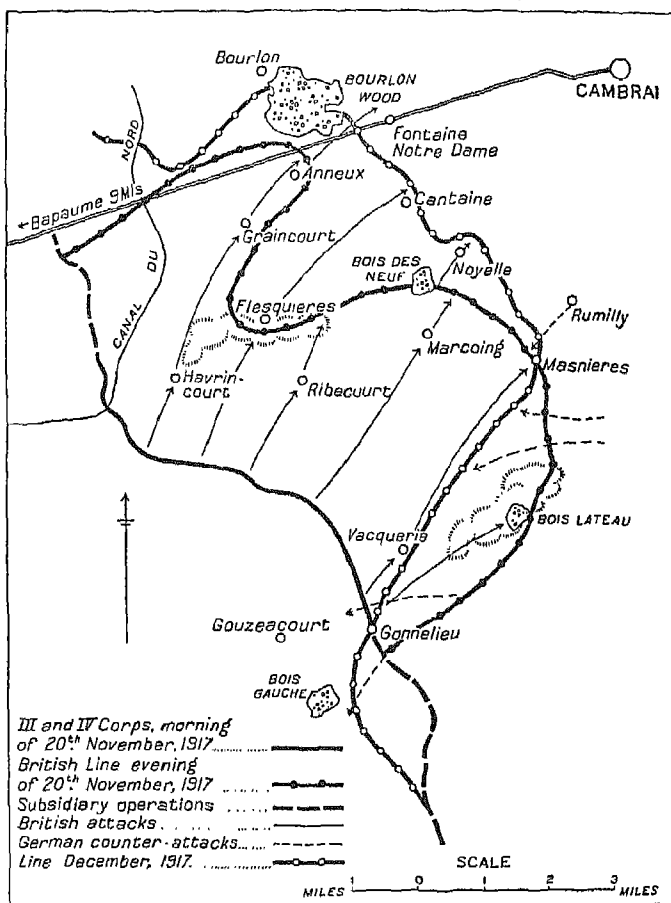 Bourlon
BOURLON
WOOD
CAMBRAI
NORD
Fontaine
Notre Dame
Anneux
Bapaume 9Mls
Cantaine
Graincourt
DU
BOIS DES
NEUF
Noyelle
CANAL
Flesquieres
Rumilly
Marcoing
Masnieres
Havrin-
court
Ribecourt
BOIS LATEAU
Vacquerie
Gouzeacourt
Gonnelieu
BOIS
GAUCHE
III and IV Corps, morning
of 20th November, 1917
British Line evening
of 20th November, 1917
Subsidiary operations
British attacks
German counter-attacks
Line December, 1917.
SCALE
1 0 1 2 3
MILES MILES